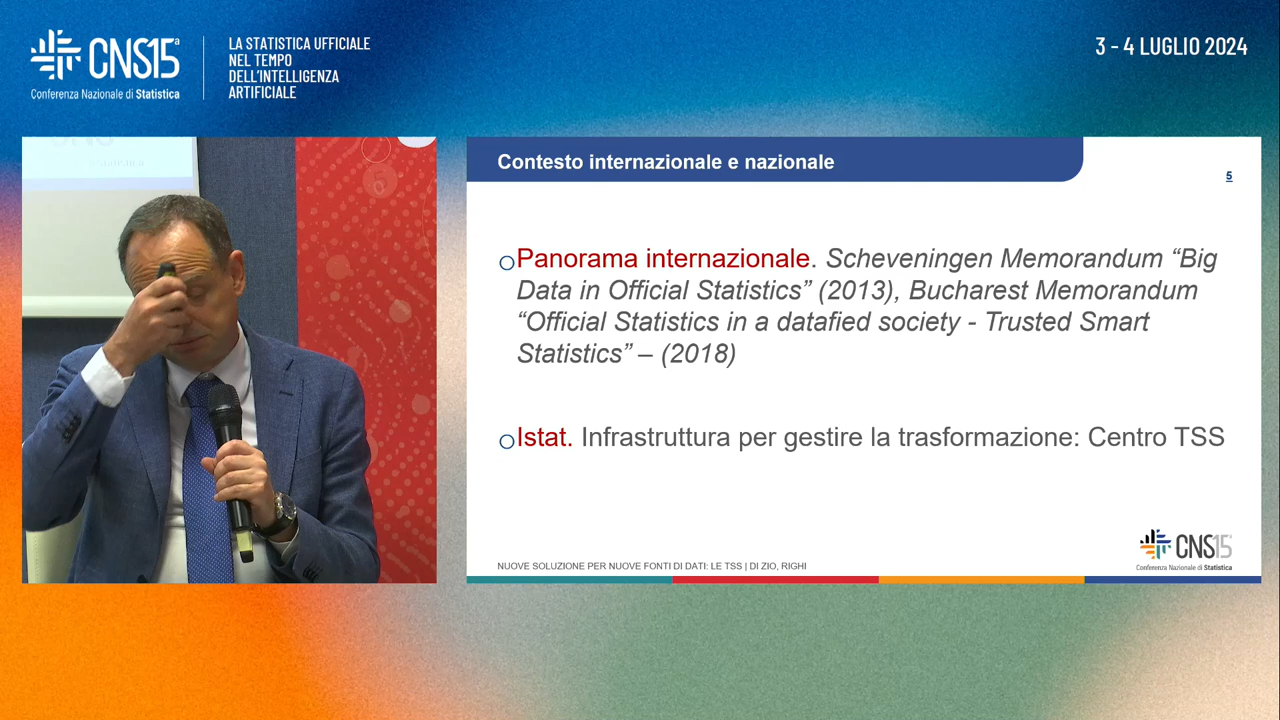 CNS15ª
Conferenza Nazionale di Statistica
LA STATISTICA UFFICIALE
NEL TEMPO
DELL'INTELLIGENZA
ARTIFICIALE
3 - 4 LUGLIO 2024
Contesto internazionale e nazionale
5
Panorama internazionale. Scheveningen Memorandum “Big
Data in Official Statistics” (2013), Bucharest Memorandum
“Official Statistics in a datafied society - Trusted Smart
Statistics” – (2018)
Istat. Infrastruttura per gestire la trasformazione: Centro TSS
CNS15
Conferenza Nazionale di Statistica
NUOVE SOLUZIONE PER NUOVE FONTI DI DATI: LE TSS | DI ZIO, RIGHI